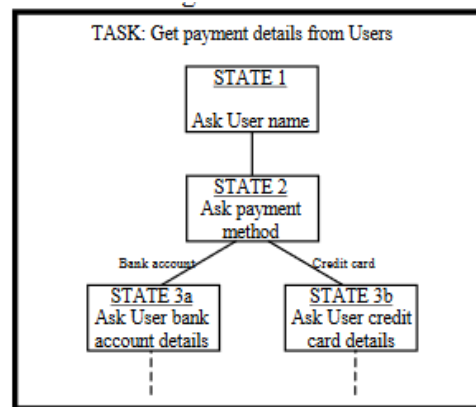 TASK: Get payment details from Users
STATE 1
Ask User name
STATE 2
Ask payment
method
Bank account
Credit card
STATE 3a
Ask User bank
account details
STATE 3b
Ask User credit
card details